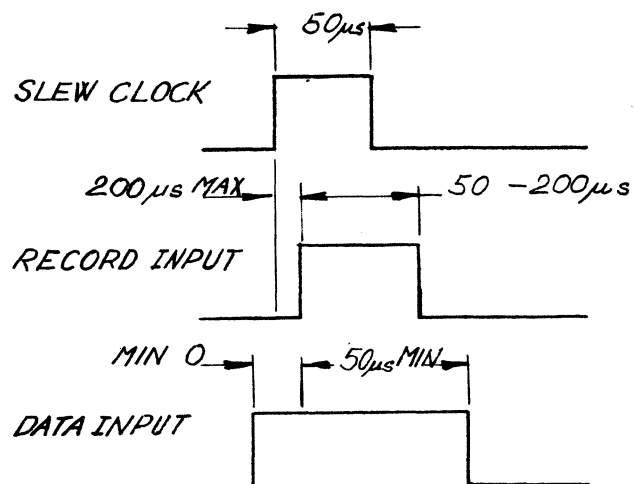 50µs
SLEW CLOCK
200µs MAX 50 - 200µs
RECORD INPUT
MIN 0 50µs MIN
DATA INPUT